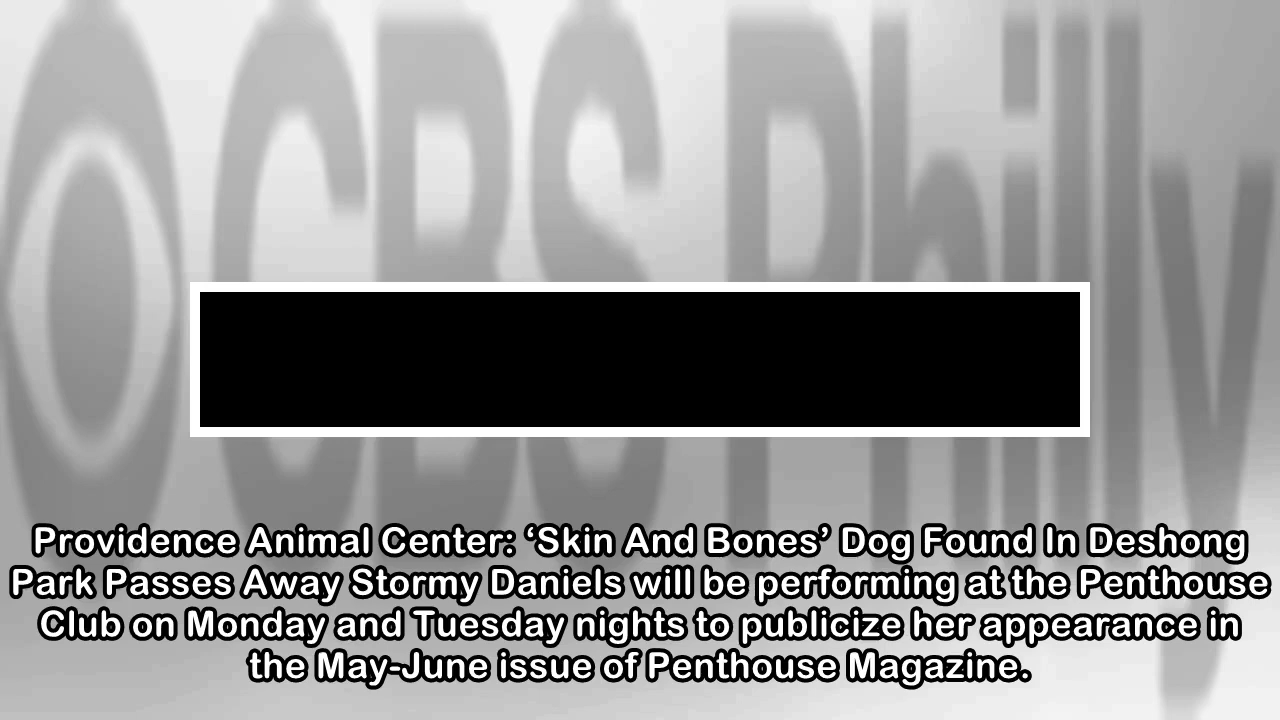 CBS Philly
Providence Animal Center: ‘Skin And Bones’ Dog Found In Deshong
Park Passes Away Stormy Daniels will be performing at the Penthouse
Club on Monday and Tuesday nights to publicize her appearance in
the May-June issue of Penthouse Magazine.